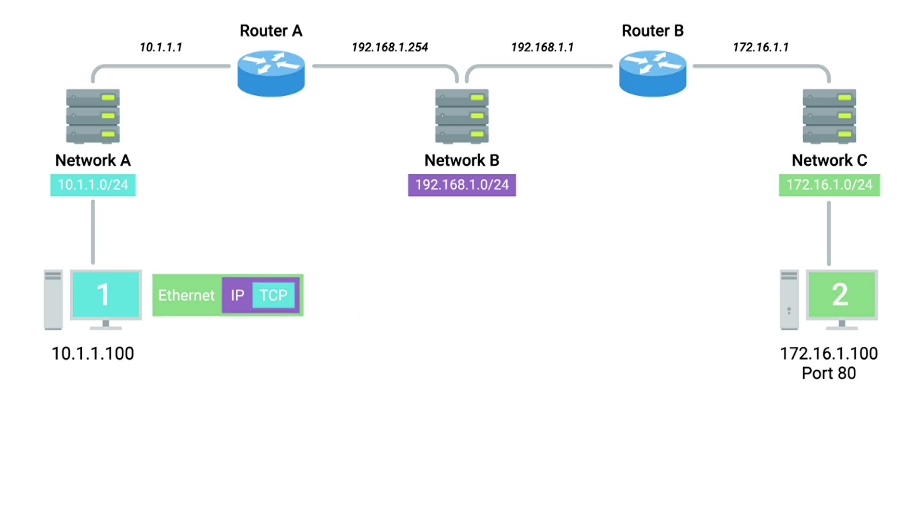 Router A
Router B
10.1.1.1
192.168.1.254
192.168.1.1
172.16.1.1
Network A
Network B
Network C
10.1.1.0/24
192.168.1.0/24
172.16.1.0/24
1
Ethernet
IP
TCP
2
10.1.1.100
172.16.1.100
Port 80